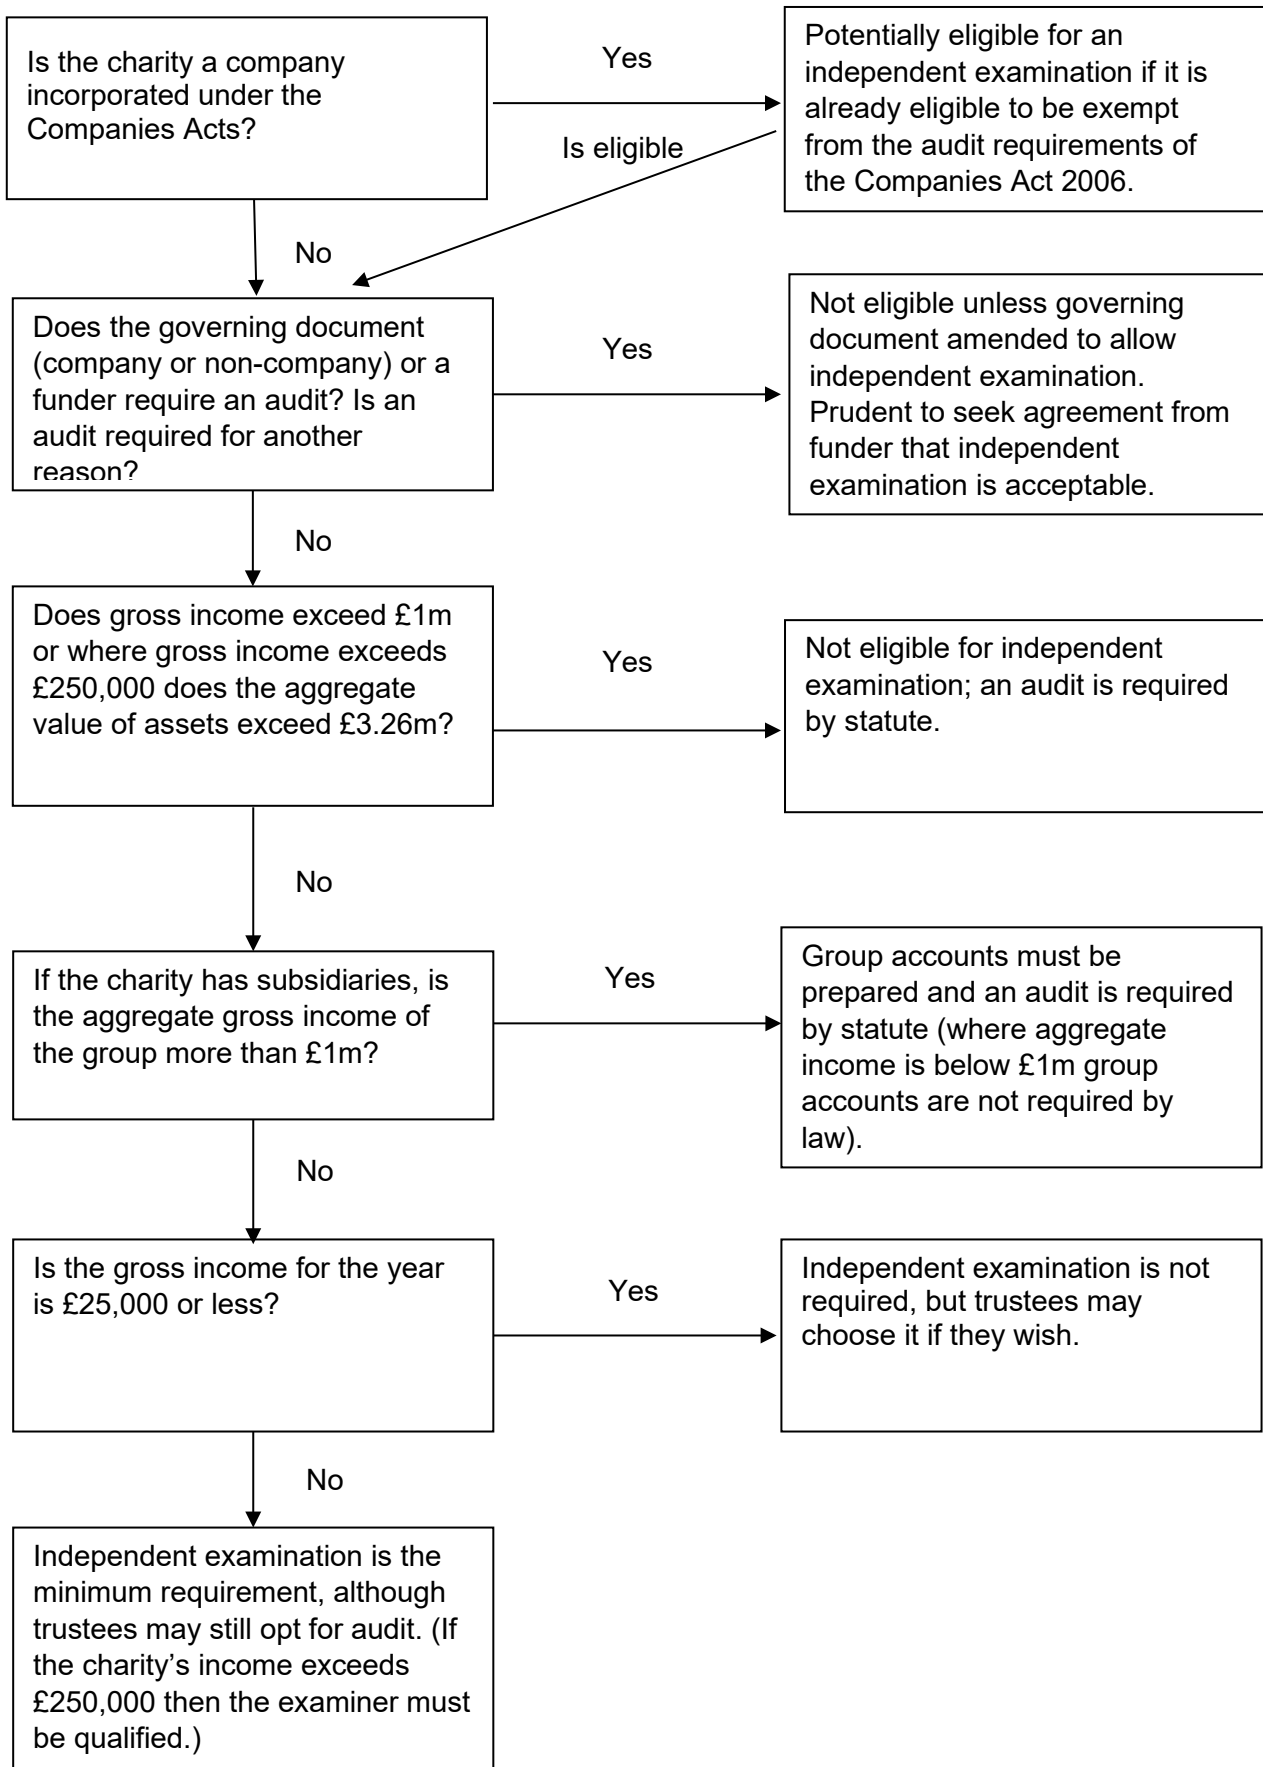 Is the charity a company
incorporated under the
Companies Acts?
Yes
Potentially eligible for an
independent examination if it is
already eligible to be exempt
from the audit requirements of
the Companies Act 2006.
Is eligible
No
Does the governing document
(company or non-company) or a
funder require an audit? Is an
audit required for another
reason?
Yes
Not eligible unless governing
document amended to allow
independent examination.
Prudent to seek agreement from
funder that independent
examination is acceptable.
No
Does gross income exceed £1m
or where gross income exceeds
£250,000 does the aggregate
value of assets exceed £3.26m?
Yes
Not eligible for independent
examination; an audit is required
by statute.
No
If the charity has subsidiaries, is
the aggregate gross income of
the group more than £1m?
Yes
Group accounts must be
prepared and an audit is required
by statute (where aggregate
income is below £1m group
accounts are not required by
law).
No
Is the gross income for the year
is £25,000 or less?
Yes
Independent examination is not
required, but trustees may
choose it if they wish.
No
Independent examination is the
minimum requirement, although
trustees may still opt for audit. (If
the charity’s income exceeds
£250,000 then the examiner must
be qualified.)